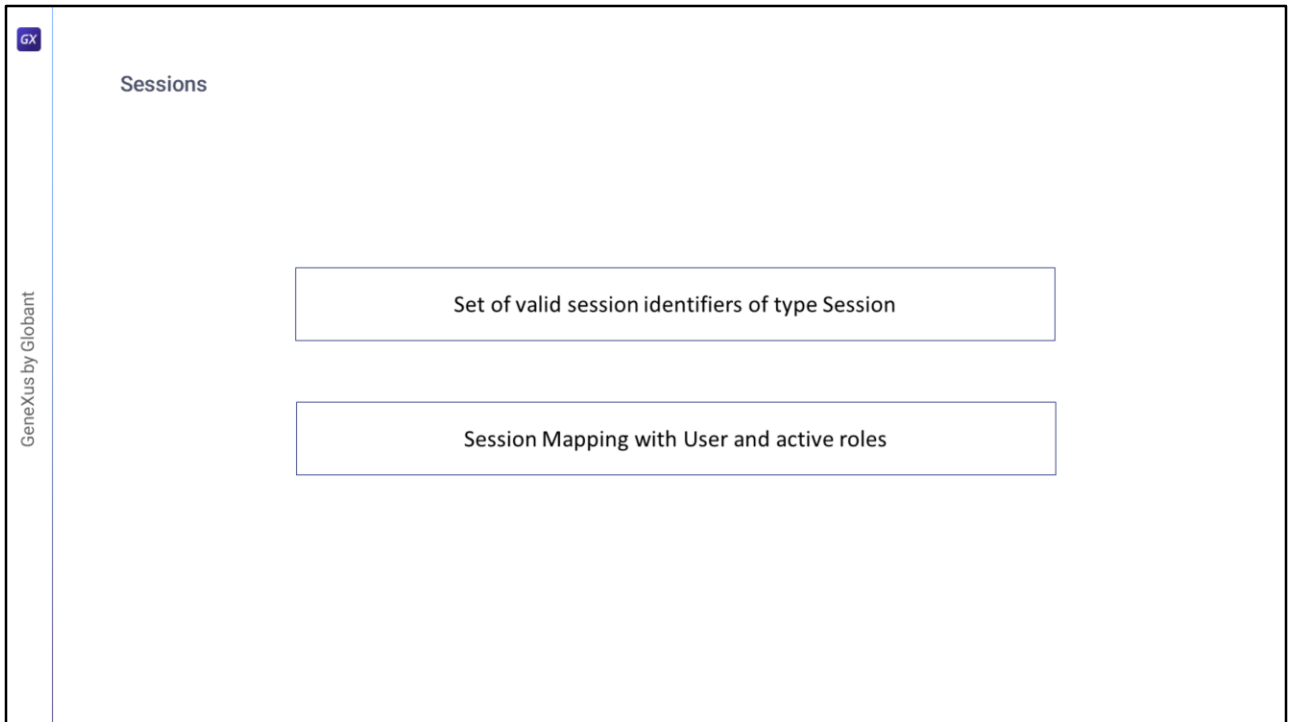 GX
Sessions
Set of valid session identifiers of type Session
Session Mapping with User and active roles
GeneXus by Globant